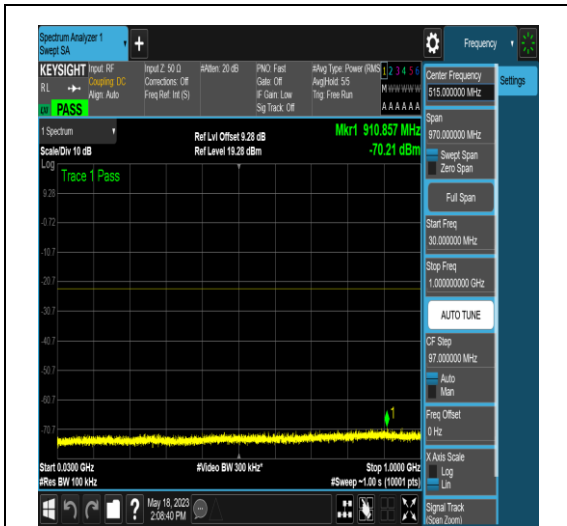 Spectrum Analyzer 1
Swept SA
Frequency
KEYSIGHT
RL
PASS
Input: RF
Coupling: DC
Align: Auto
Input Z: 50 Ω
Corrections: Off
Freq Ref: Int (S)
#Atten: 20 dB
PNO: Fast
Gate: Off
IF Gain: Low
Sig Track: Off
#Avg Type: Power (RMS
Avg|Hold: 5/5
Trig: Free Run
1 2 3 4 5 6
M W W W W W
A A A A A A
1 Spectrum
Scale/Div 10 dB
Ref Lvl Offset 9.28 dB
Ref Level 19.28 dBm
Mkr1 910.857 MHz
-70.21 dBm
Log
Trace 1 Pass
9.28
-0.72
-10.7
-20.7
-30.7
-40.7
-50.7
-60.7
-70.7
1
Start 0.0300 GHz
#Res BW 100 kHz
#Video BW 300 kHz*
Stop 1.0000 GHz
#Sweep ~1.00 s (10001 pts)
May 18, 2023
2:08:40 PM
Center Frequency
515.000000 MHz
Settings
Span
970.000000 MHz
Swept Span
Zero Span
Full Span
Start Freq
30.000000 MHz
Stop Freq
1.000000000 GHz
AUTO TUNE
CF Step
97.000000 MHz
Auto
Man
Freq Offset
0 Hz
X Axis Scale
Log
Lin
Signal Track
(Span Zoom)